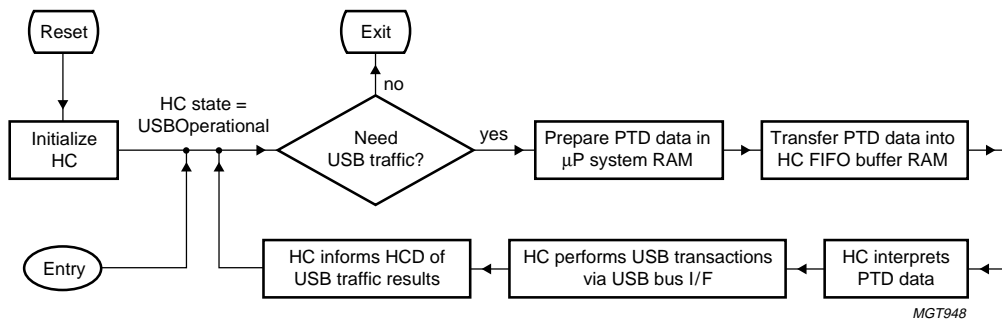 Reset
Exit
no
HC state =
USBOperational
Initialize
HC
Need
USB traffic?
yes
Prepare PTD data in
µP system RAM
Transfer PTD data into
HC FIFO buffer RAM
Entry
HC informs HCD of
USB traffic results
HC performs USB transactions
via USB bus I/F
HC interprets
PTD data
MGT948